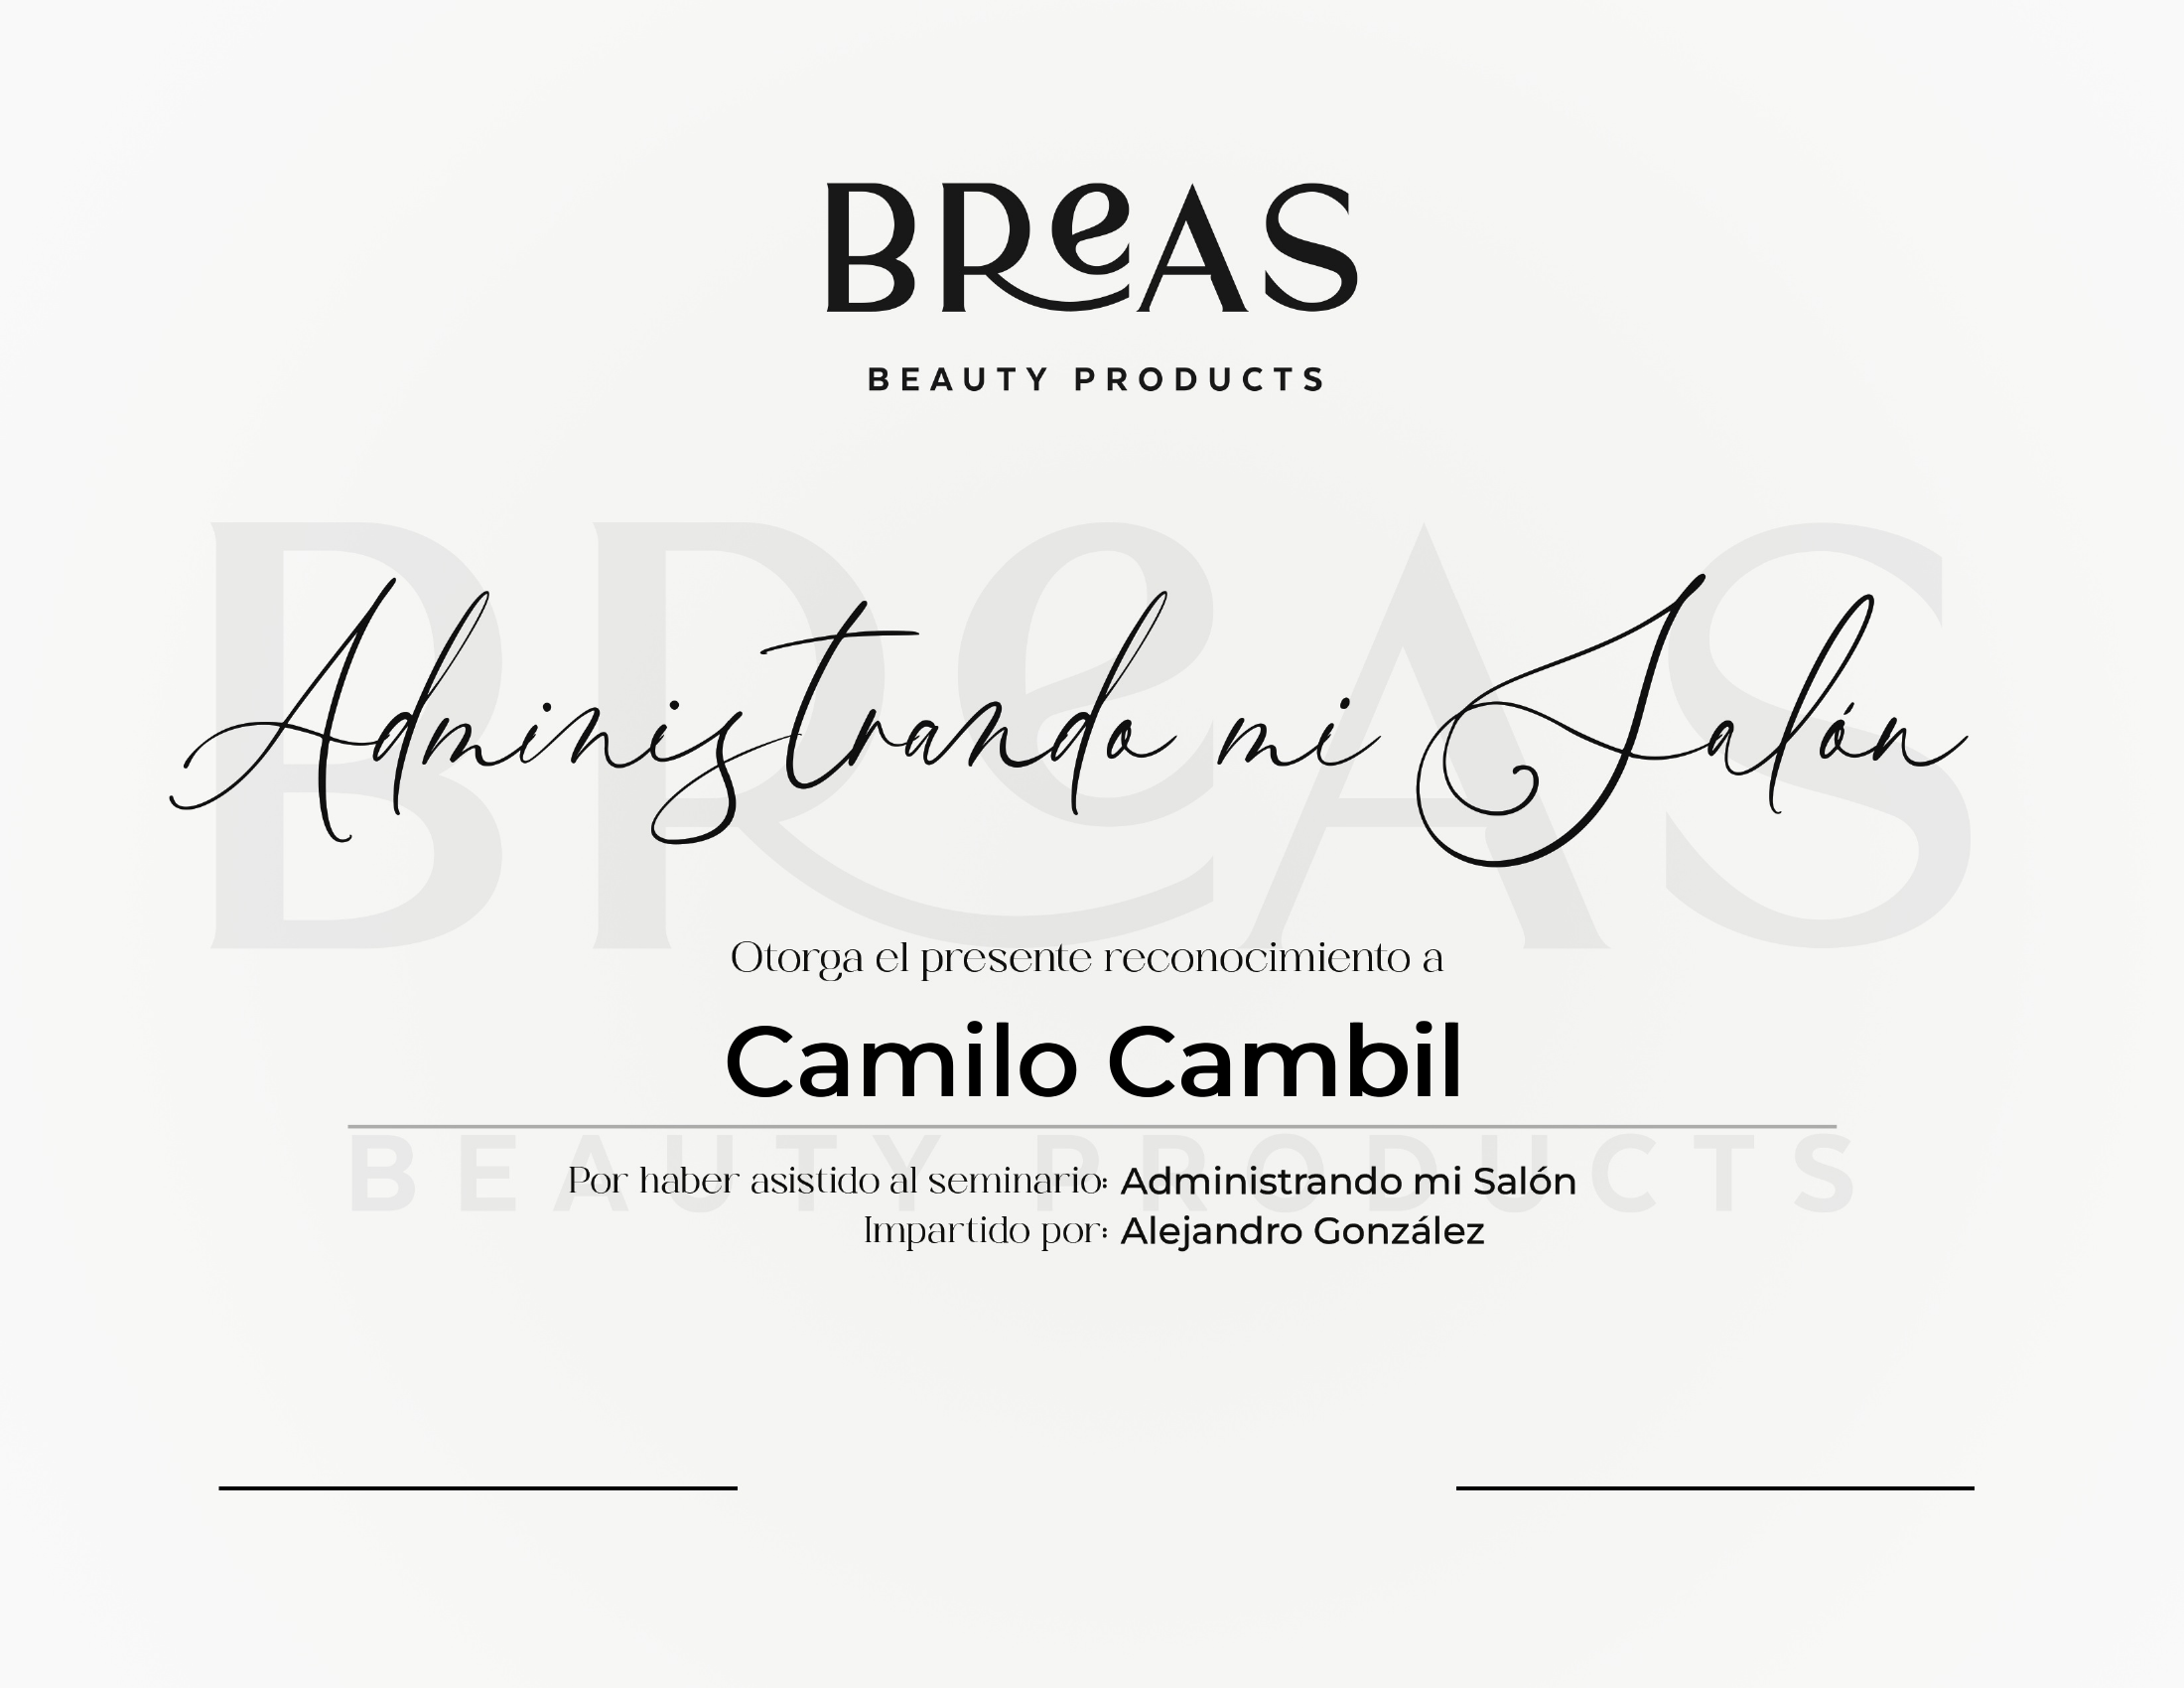 BReAS
BEAUTY PRODUCTS
BReAS
Administrando mi Salón
Otorga el presente reconocimiento a
Camilo Cambil
BEAUTY PRODUCTS
Por haber asistido al seminario: Administrando mi Salón
Impartido por: Alejandro González